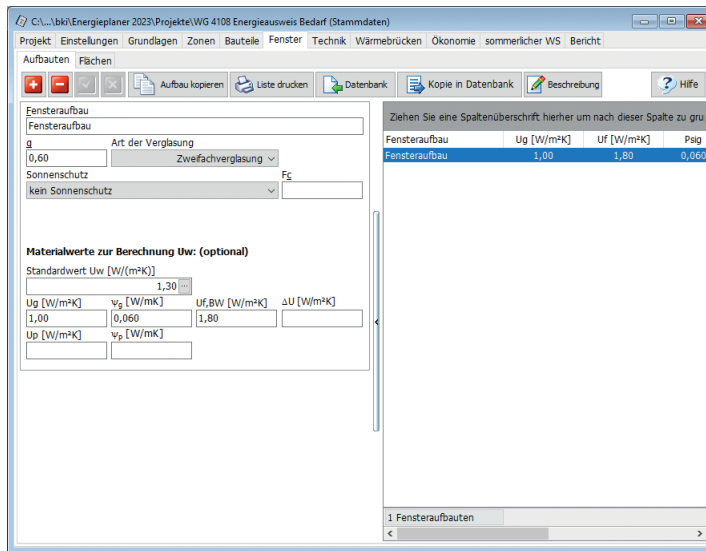 C:\...\bki\Energieplaner 2023\Projekte\WG 4108 Energieausweis Bedarf (Stammdaten)
Projekt Einstellungen Grundlagen Zonen Bauteile Fenster Technik Wärmebrücken Ökonomie sommerlicher WS Bericht
Aufbauten Flächen
Aufbau kopieren Liste drucken Datenbank Kopie in Datenbank Beschreibung Hilfe
Fensteraufbau
Fensteraufbau
g Art der Verglasung
0,60 Zweifachverglasung
Sonnenschutz Fc
kein Sonnenschutz
Materialwerte zur Berechnung Uw: (optional)
Standardwert Uw [W/(m²K)]
1,30 ...
Ug [W/m²K] Ψg [W/mK] Uf,BW [W/m²K] ΔU [W/m²K]
1,00 0,060 1,80
Up [W/m²K] Ψp [W/mK]
Ziehen Sie eine Spaltenüberschrift hierher um nach dieser Spalte zu gru
Fensteraufbau Ug [W/m²K] Uf [W/m²K] Psig
Fensteraufbau 1,00 1,80 0,060
1 Fensteraufbauten